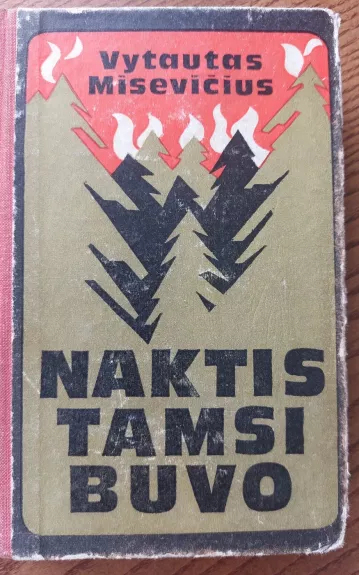 Vytautas
Misevičius
NAKTIS
TAMSI
BUVO